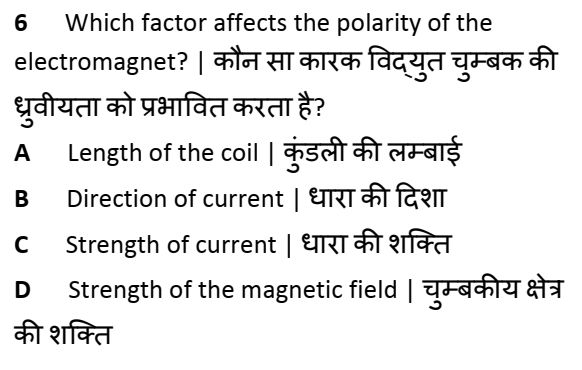 6 Which factor affects the polarity of the
electromagnet? | कौन सा कारक विद्‌युत चुम्बक की
ध्रुवीयता को प्रभावित करता है?
A Length of the coil | कुंडली की लम्बाई
B Direction of current | धारा की दिशा
C Strength of current | धारा की शक्ति
D Strength of the magnetic field | चुम्बकीय क्षेत्र
की शक्ति